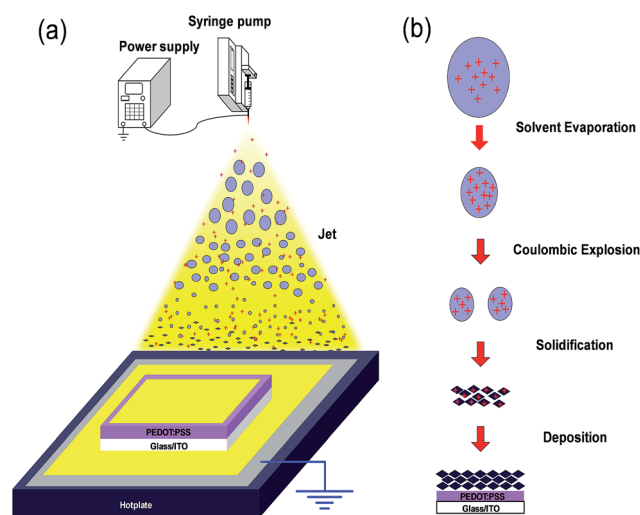 (a)
Syringe pump
Power supply
Jet
PEDOT:PSS
Glass/ITO
Hotplate
(b)
Solvent Evaporation
Coulombic Explosion
Solidification
Deposition
PEDOT:PSS
Glass/ITO